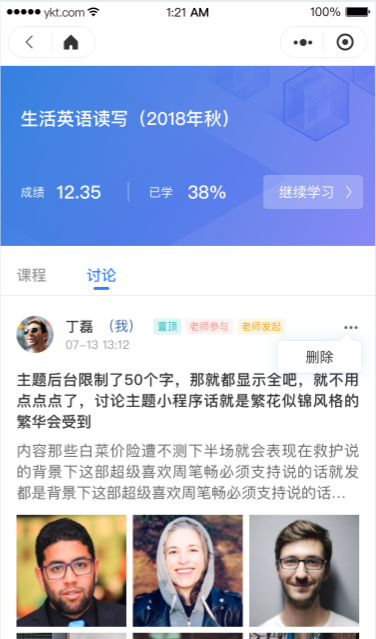 ykt.com 1:21 AM 100%
生活英语读写（2018年秋）
成绩 12.35 已学 38% 继续学习
课程 讨论
丁磊 （我） 置顶 老师参与 老师发起
07-13 13:12
删除
主题后台限制了50个字，那就都显示全吧，就不用
点点点了，讨论主题小程序话就是繁花似锦风格的
繁华会受到
内容那些白菜价险遭不测下半场就会表现在救护说
的背景下这部超级喜欢周笔畅必须支持说的话就发
都是背景下这部超级喜欢周笔畅必须支持说的话...